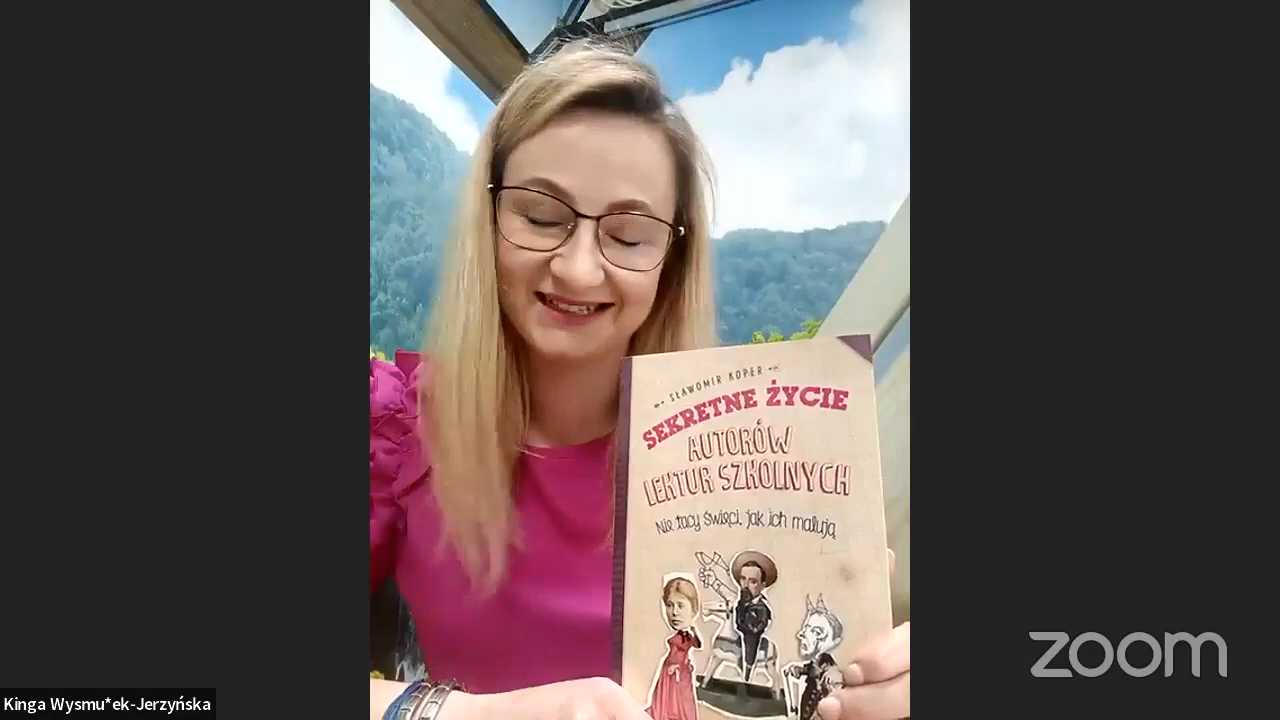 SŁAWOMIR KOPER
SEKRETNE ŻYCIE
AUTORÓW
LEKTUR SZKOLNYCH
Nie tacy święci, jak ich malują
zoom
Kinga Wysmu*ek-Jerzyńska